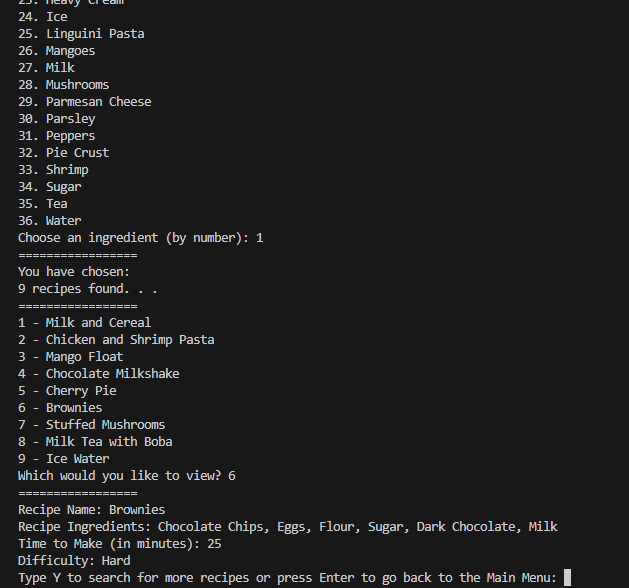 23. Heavy Cream
24. Ice
25. Linguini Pasta
26. Mangoes
27. Milk
28. Mushrooms
29. Parmesan Cheese
30. Parsley
31. Peppers
32. Pie Crust
33. Shrimp
34. Sugar
35. Tea
36. Water
Choose an ingredient (by number): 1
=================
You have chosen:
9 recipes found. . .
=================
1 - Milk and Cereal
2 - Chicken and Shrimp Pasta
3 - Mango Float
4 - Chocolate Milkshake
5 - Cherry Pie
6 - Brownies
7 - Stuffed Mushrooms
8 - Milk Tea with Boba
9 - Ice Water
Which would you like to view? 6
=================
Recipe Name: Brownies
Recipe Ingredients: Chocolate Chips, Eggs, Flour, Sugar, Dark Chocolate, Milk
Time to Make (in minutes): 25
Difficulty: Hard
Type Y to search for more recipes or press Enter to go back to the Main Menu: